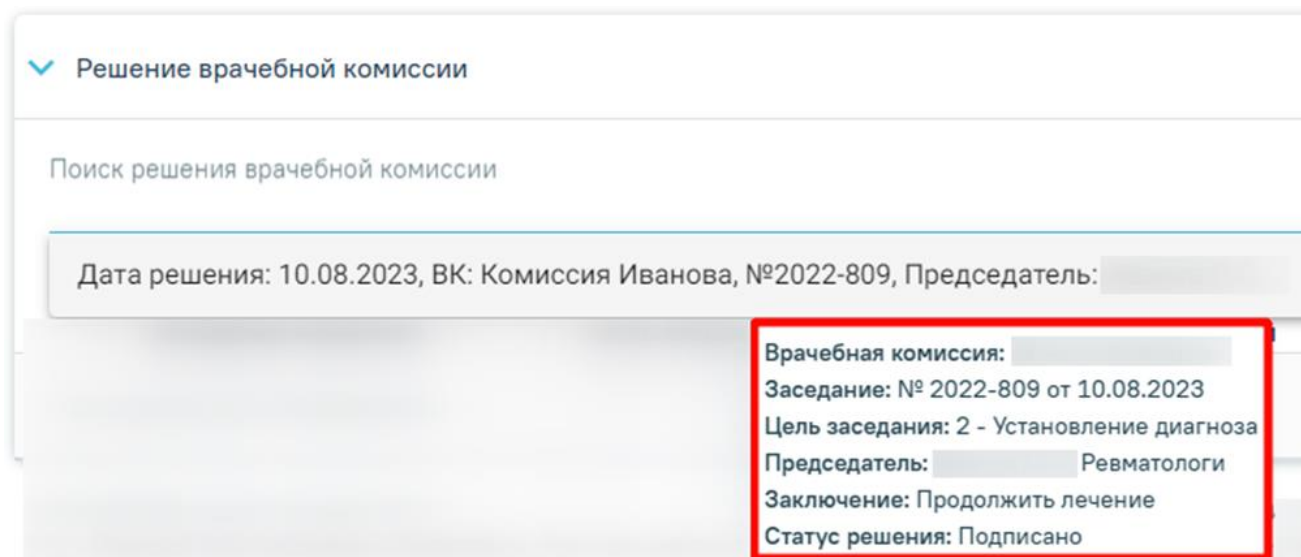 Решение врачебной комиссии
Поиск решения врачебной комиссии
Дата решения: 10.08.2023, ВК: Комиссия Иванова, №2022-809, Председатель:
Врачебная комиссия:
Заседание: № 2022-809 от 10.08.2023
Цель заседания: 2 - Установление диагноза
Председатель: Ревматологи
Заключение: Продолжить лечение
Статус решения: Подписано